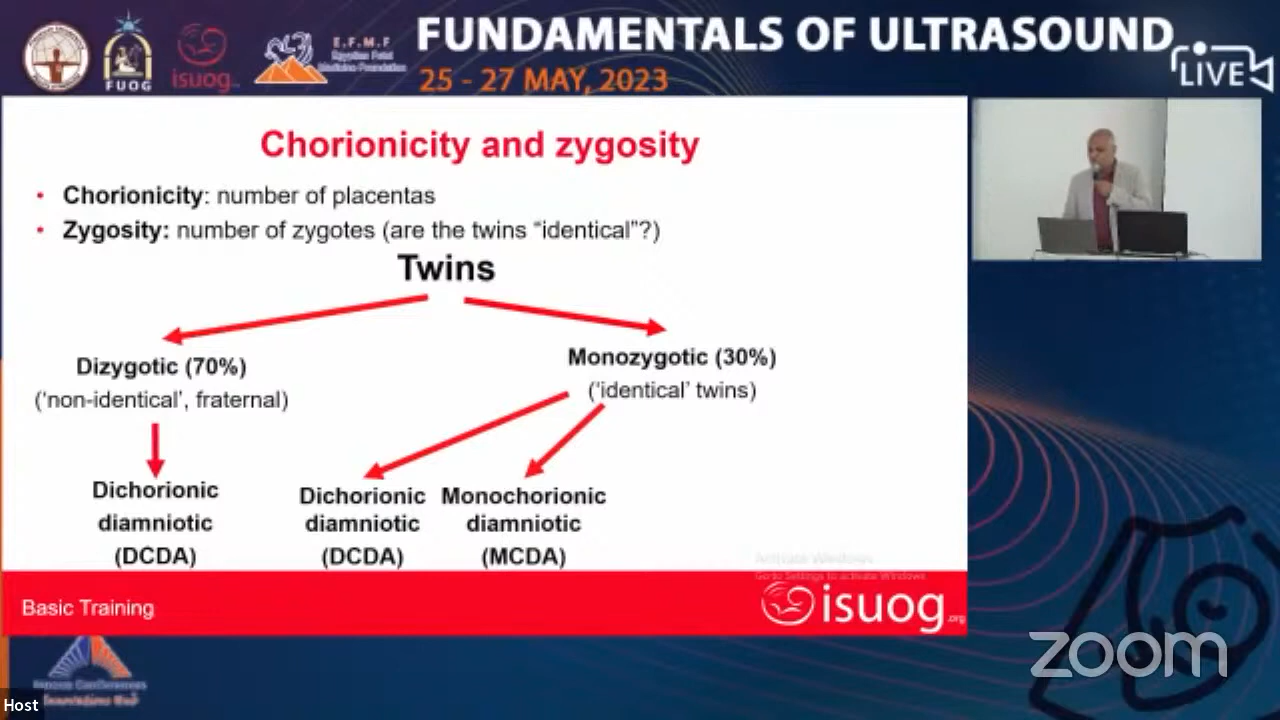 FUNDAMENTALS OF ULTRASOUND
25 - 27 MAY, 2023
LIVE
FUOG
isuog
E.F.M.F
Chorionicity and zygosity
• Chorionicity: number of placentas
• Zygosity: number of zygotes (are the twins “identical”?)
Twins
Dizygotic (70%)
(‘non-identical’, fraternal)
Monozygotic (30%)
(‘identical’ twins)
Dichorionic
diamniotic
(DCDA)
Dichorionic
diamniotic
(DCDA)
Monochorionic
diamniotic
(MCDA)
Activate Windows
Go to Settings to activate Windows
Basic Training
isuog.org
zoom
Host